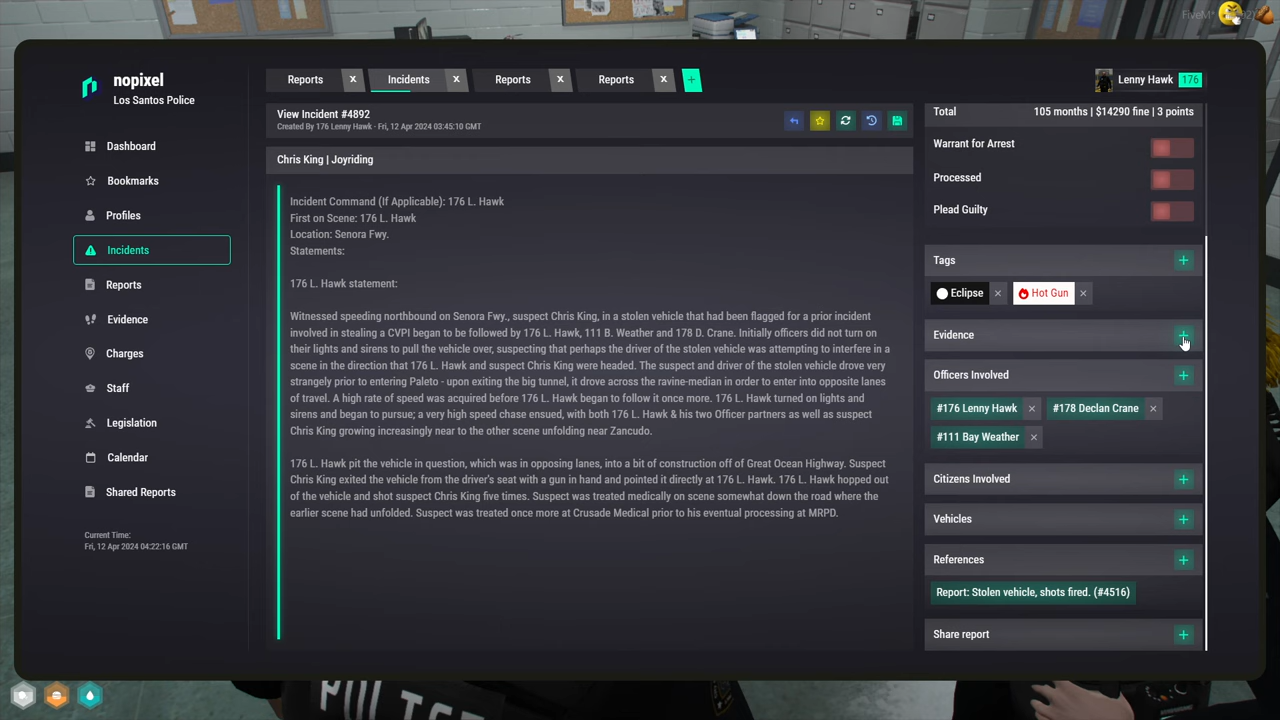 FiveM®
nopixel
Los Santos Police
Reports x Incidents x Reports x Reports x +
Lenny Hawk 176
Dashboard
Bookmarks
Profiles
Incidents
Reports
Evidence
Charges
Staff
Legislation
Calendar
Shared Reports
Current Time:
Fri, 12 Apr 2024 04:22:16 GMT
View Incident #4892
Created By 176 Lenny Hawk · Fri, 12 Apr 2024 03:45:10 GMT
Chris King | Joyriding
Incident Command (If Applicable): 176 L. Hawk
First on Scene: 176 L. Hawk
Location: Senora Fwy.
Statements:
176 L. Hawk statement:
Witnessed speeding northbound on Senora Fwy., suspect Chris King, in a stolen vehicle that had been flagged for a prior incident
involved in stealing a CVPI began to be followed by 176 L. Hawk, 111 B. Weather and 178 D. Crane. Initially officers did not turn on
their lights and sirens to pull the vehicle over, suspecting that perhaps the driver of the stolen vehicle was attempting to interfere in a
scene in the direction that 176 L. Hawk and suspect Chris King were headed. The suspect and driver of the stolen vehicle drove very
strangely prior to entering Paleto - upon exiting the big tunnel, it drove across the ravine-median in order to enter into opposite lanes
of travel. A high rate of speed was acquired before 176 L. Hawk began to follow it once more. 176 L. Hawk turned on lights and
sirens and began to pursue; a very high speed chase ensued, with both 176 L. Hawk & his two Officer partners as well as suspect
Chris King growing increasingly near to the other scene unfolding near Zancudo.
176 L. Hawk pit the vehicle in question, which was in opposing lanes, into a bit of construction off of Great Ocean Highway. Suspect
Chris King exited the vehicle from the driver's seat with a gun in hand and pointed it directly at 176 L. Hawk. 176 L. Hawk hopped out
of the vehicle and shot suspect Chris King five times. Suspect was treated medically on scene somewhat down the road where the
earlier scene had unfolded. Suspect was treated once more at Crusade Medical prior to his eventual processing at MRPD.
Total 105 months | $14290 fine | 3 points
Warrant for Arrest
Processed
Plead Guilty
Tags +
Eclipse × Hot Gun ×
Evidence +
Officers Involved +
#176 Lenny Hawk × #178 Declan Crane ×
#111 Bay Weather ×
Citizens Involved +
Vehicles +
References +
Report: Stolen vehicle, shots fired. (#4516)
Share report +